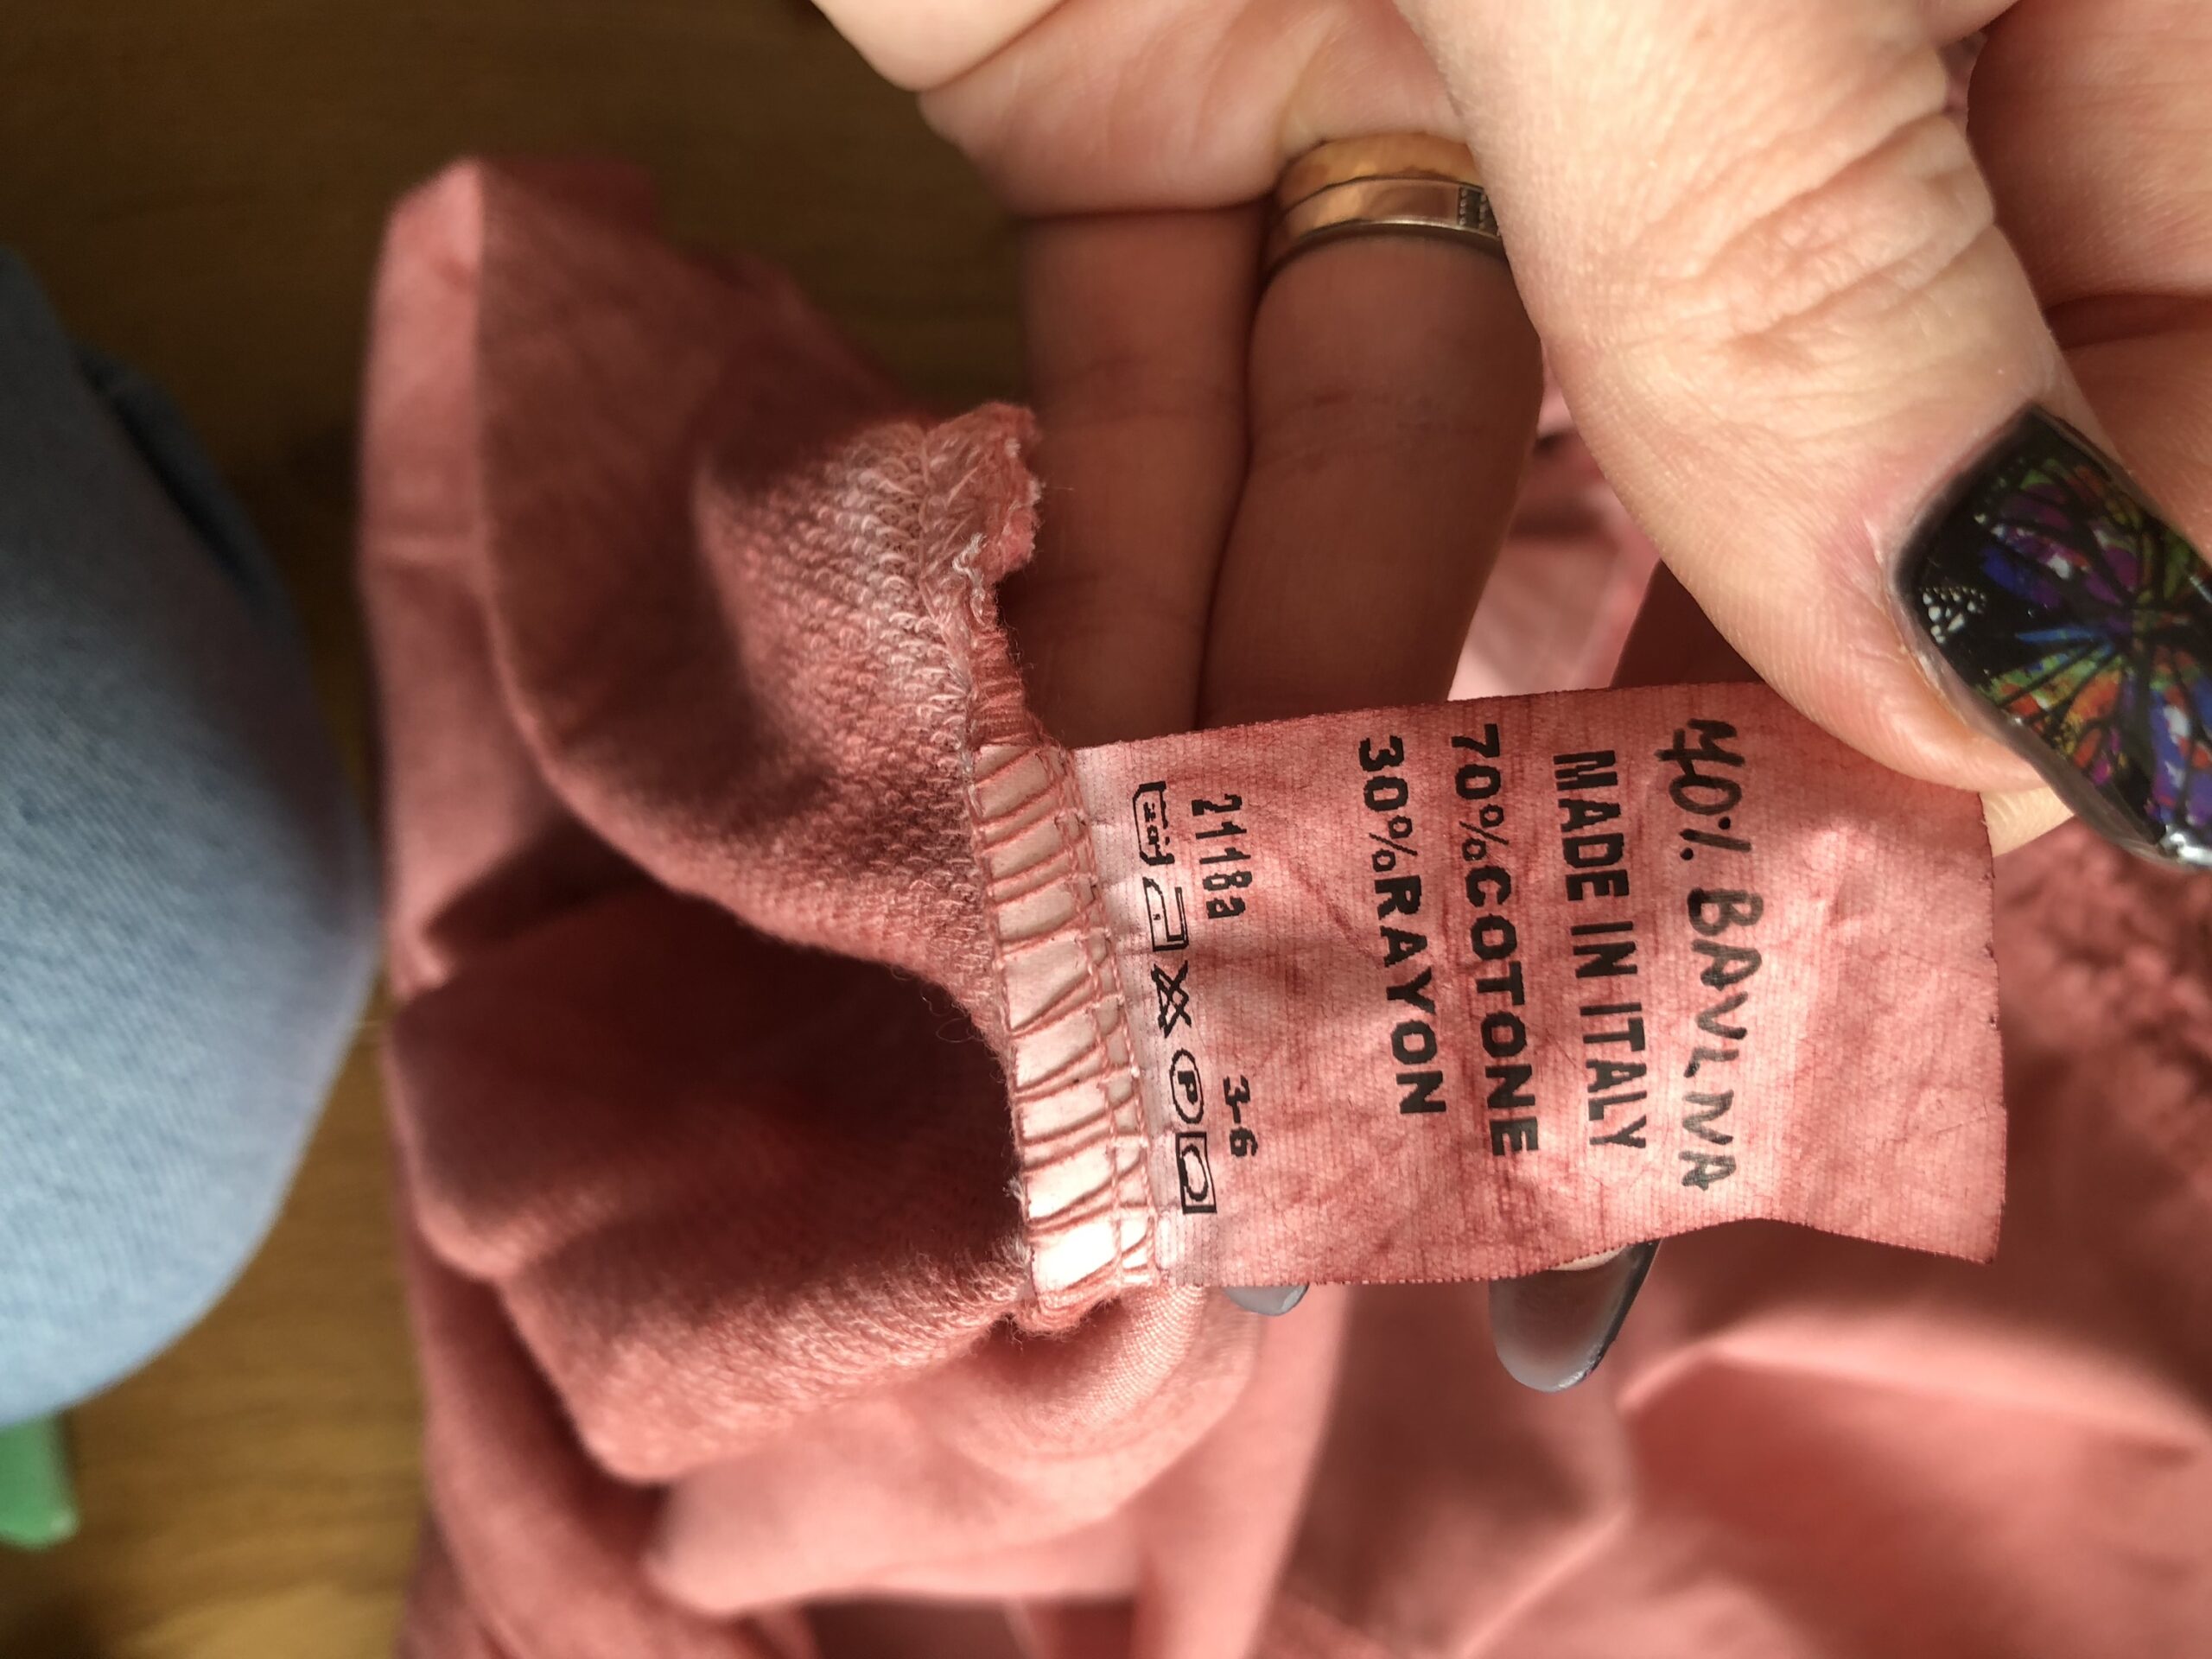 40% BAVLNA
MADE IN ITALY
70%COTONE
30%RAYON
2118a 3-6
P